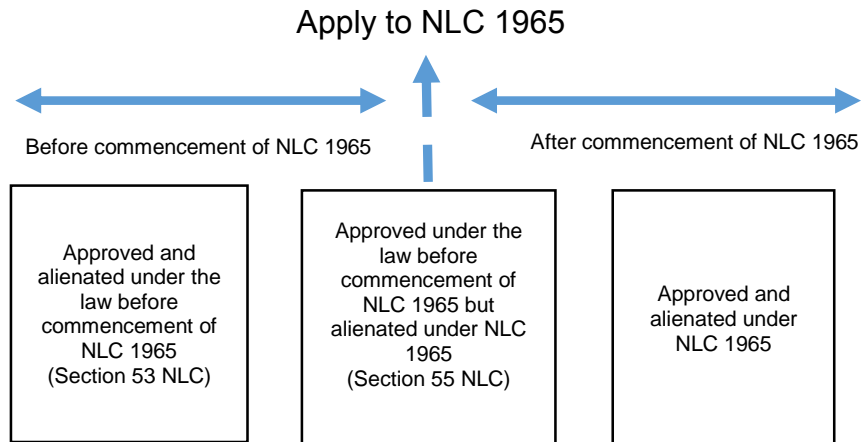 Apply to NLC 1965
Before commencement of NLC 1965
After commencement of NLC 1965
Approved and
alienated under the
law before
commencement of
NLC 1965
(Section 53 NLC)
Approved under the
law before
commencement of
NLC 1965 but
alienated under NLC
1965
(Section 55 NLC)
Approved and
alienated under
NLC 1965